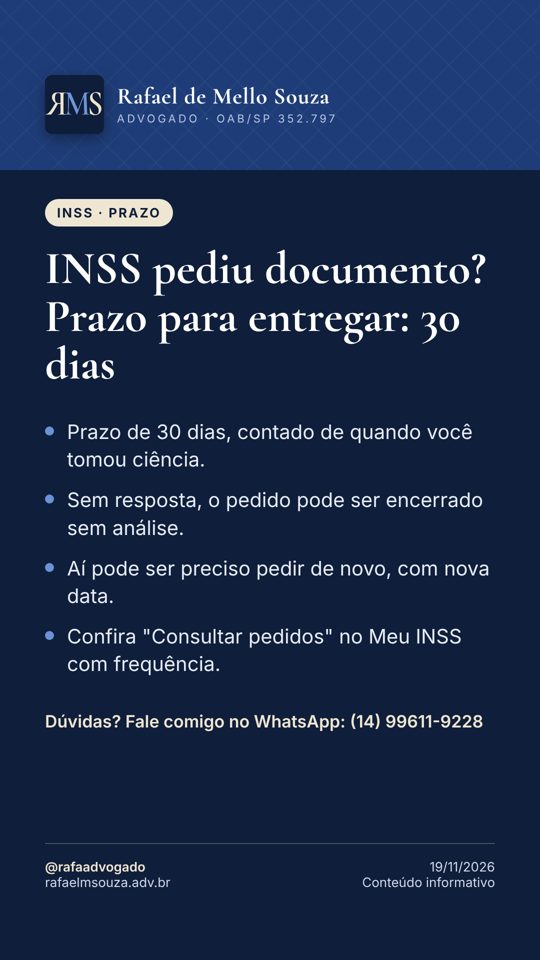 RMS
Rafael de Mello Souza
ADVOGADO · OAB/SP 352.797
INSS · PRAZO
INSS pediu documento?
Prazo para entregar: 30
dias
Prazo de 30 dias, contado de quando você
tomou ciência.
Sem resposta, o pedido pode ser encerrado
sem análise.
Aí pode ser preciso pedir de novo, com nova
data.
Confira "Consultar pedidos" no Meu INSS
com frequência.
Dúvidas? Fale comigo no WhatsApp: (14) 99611-9228
@rafaadvogado
rafaelmsouza.adv.br
19/11/2026
Conteúdo informativo